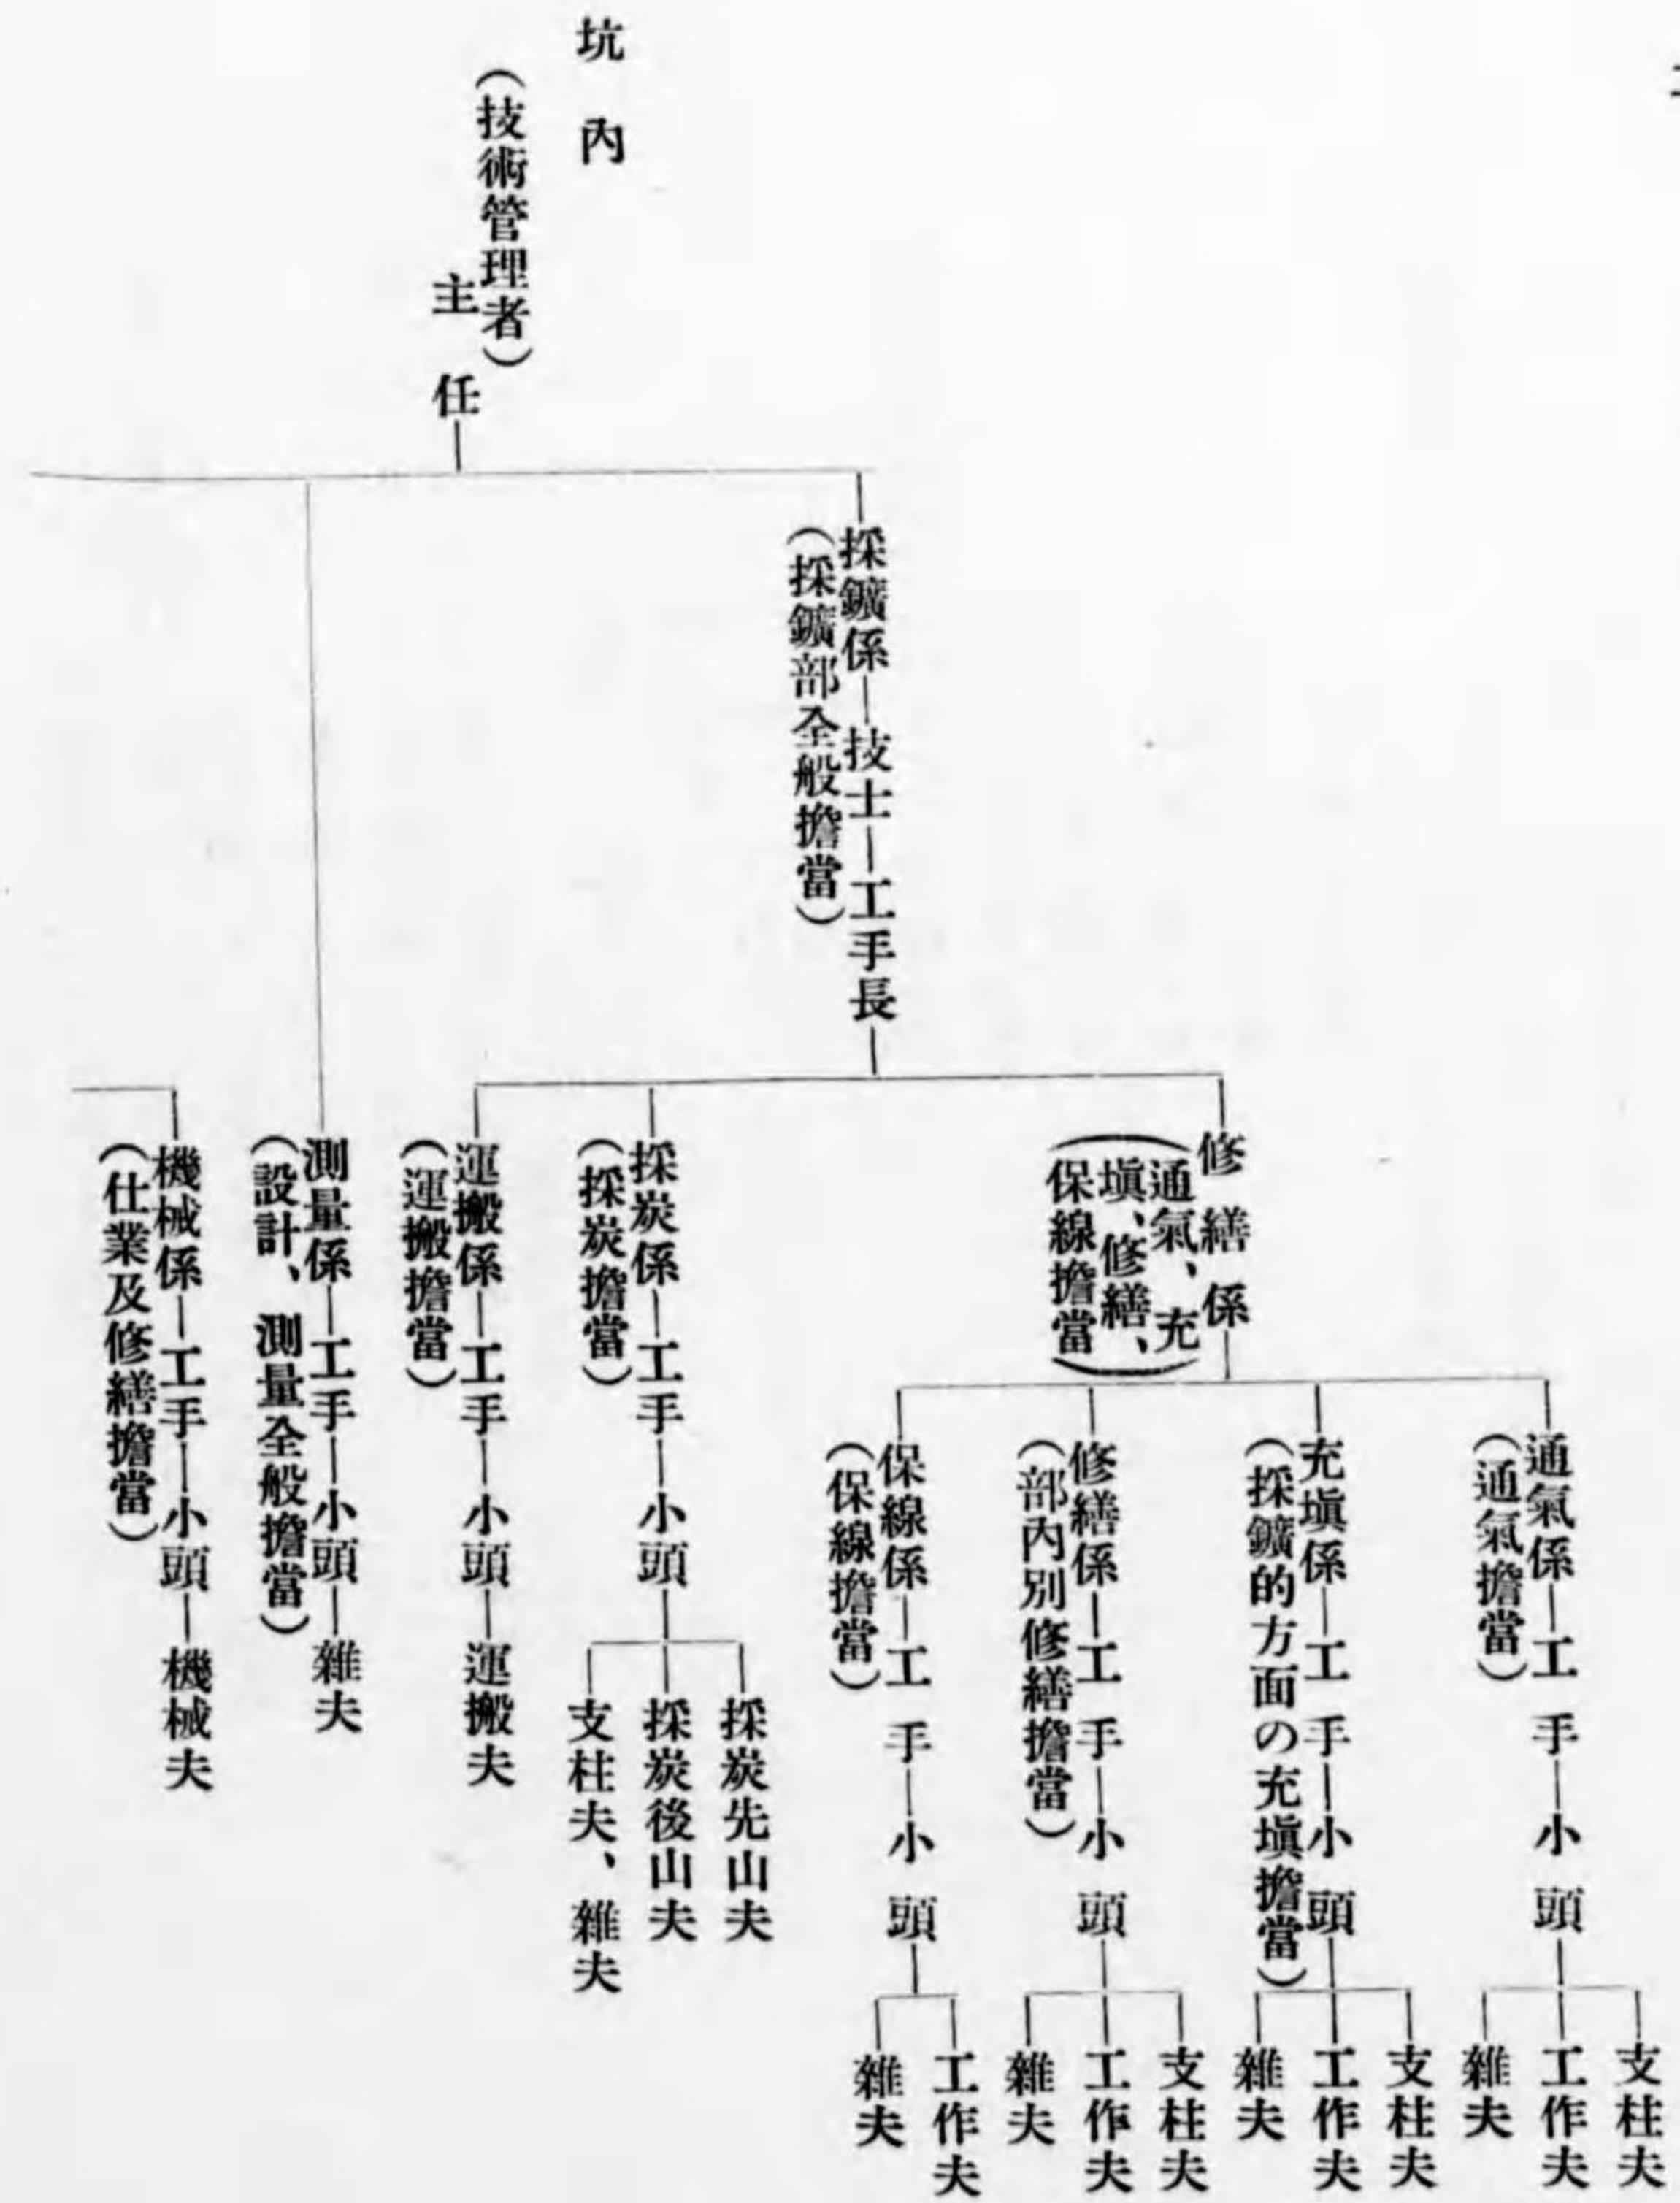 坑內
（技術管理者）
主任
採鑛係―技士―工手長
（採鑛部全般擔當）
修繕係
（通氣、充
塡、修繕、
保線擔當）
通氣係―工手―小頭
（通氣擔當）
支柱夫
工作夫
雜夫
充塡係―工手―小頭
（採鑛的方面の充塡擔當）
支柱夫
工作夫
雜夫
修繕係―工手―小頭
（部內別修繕擔當）
支柱夫
工作夫
雜夫
保線係―工手―小頭
（保線擔當）
工作夫
雜夫
採炭係―工手―小頭
（採炭擔當）
採炭先山夫
採炭後山夫
支柱夫、雜夫
運搬係―工手―小頭―運搬夫
（運搬擔當）
測量係―工手―小頭―雜夫
（設計、測量全般擔當）
機械係―工手―小頭―機械夫
（仕業及修繕擔當）